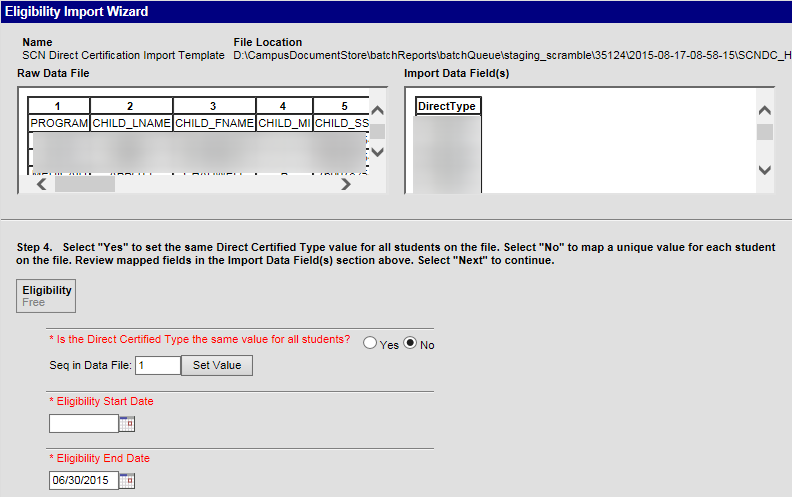 Eligibility Import Wizard
Name File Location
SCN Direct Certification Import Template D:\CampusDocumentStore\batchReports\batchQueue\staging_scramble\35124\2015-08-17-08-58-15\SCNDC_H
Raw Data File Import Data Field(s)
1 2 3 4 5 DirectType
PROGRAM CHILD_LNAME CHILD_FNAME CHILD_MI CHILD_SS
Step 4. Select "Yes" to set the same Direct Certified Type value for all students on the file. Select "No" to map a unique value for each student
on the file. Review mapped fields in the Import Data Field(s) section above. Select "Next" to continue.
Eligibility
Free
* Is the Direct Certified Type the same value for all students? Yes No
Seq in Data File: 1 Set Value
* Eligibility Start Date
* Eligibility End Date
06/30/2015